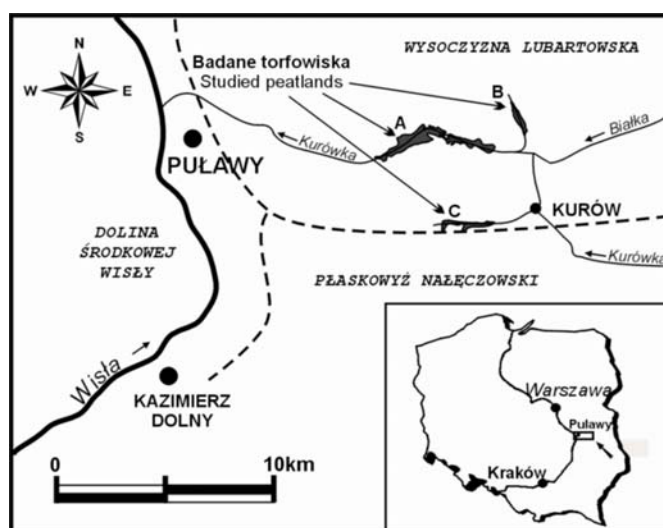 N
W E
S
WYSOCZYZNA LUBARTOWSKA
Badane torfowiska
Studied peatlands
B
A
Białka
Kurówka
PUŁAWY
C
KURÓW
DOLINA
ŚRODKOWEJ
WISŁY
Kurówka
PŁASKOWYŻ NAŁĘCZOWSKI
Wisła
KAZIMIERZ
DOLNY
0 10km
Warszawa
Puławy
Kraków